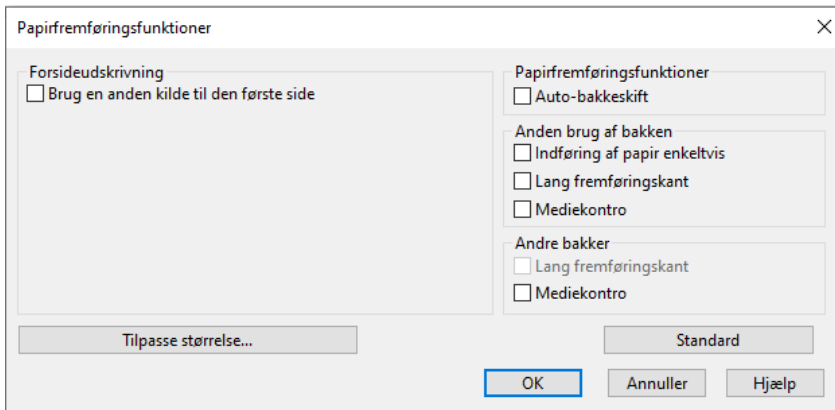 Papirfremføringsfunktioner
Forsideudskrivning
Brug en anden kilde til den første side
Papirfremføringsfunktioner
Auto-bakkeskift
Anden brug af bakken
Indføring af papir enkeltvis
Lang fremføringskant
Mediekontro
Andre bakker
Lang fremføringskant
Mediekontro
Tilpasse størrelse...
Standard
OK
Annuller
Hjælp